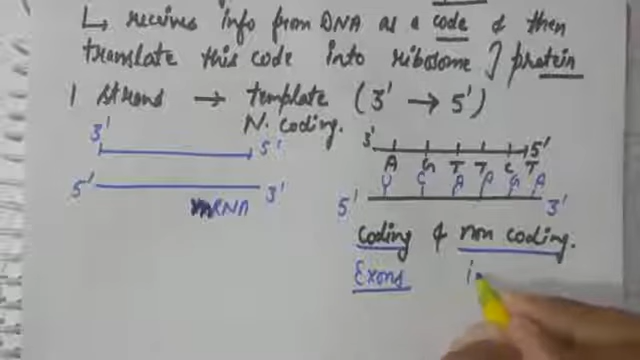 ↳ receives info from DNA as a code & then
translate this code into ribosome } protein
1 strand → template (3' → 5')
N. coding.
3' 5'
5' 3'
mRNA
3' 5'
A G T T C T
U C A A G A
5' 3'
coding & non coding.
Exons in